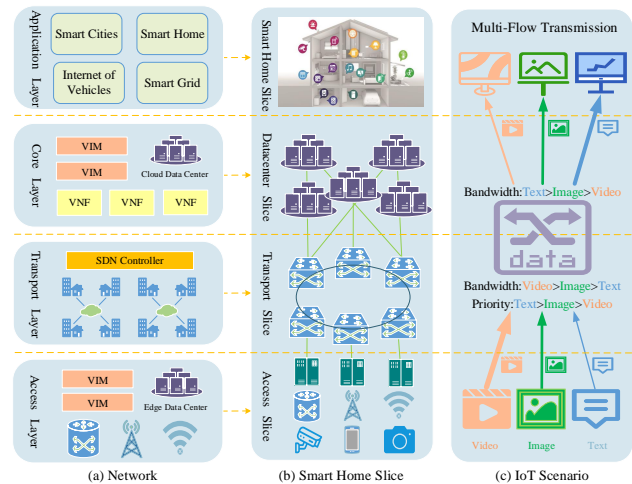 Application Layer
Smart Cities
Smart Home
Internet of
Vehicles
Smart Grid
Core Layer
VIM
VIM
Cloud Data Center
VNF
VNF
VNF
Transport Layer
SDN Controller
Access Layer
VIM
VIM
Edge Data Center
(a) Network
Smart Home Slice
Datacenter Slice
Transport Slice
Access Slice
(b) Smart Home Slice
Multi-Flow Transmission
Bandwidth:Text>Image>Video
data
Bandwidth:Video>Image>Text
Priority:Text>Image>Video
Video
Image
Text
(c) IoT Scenario